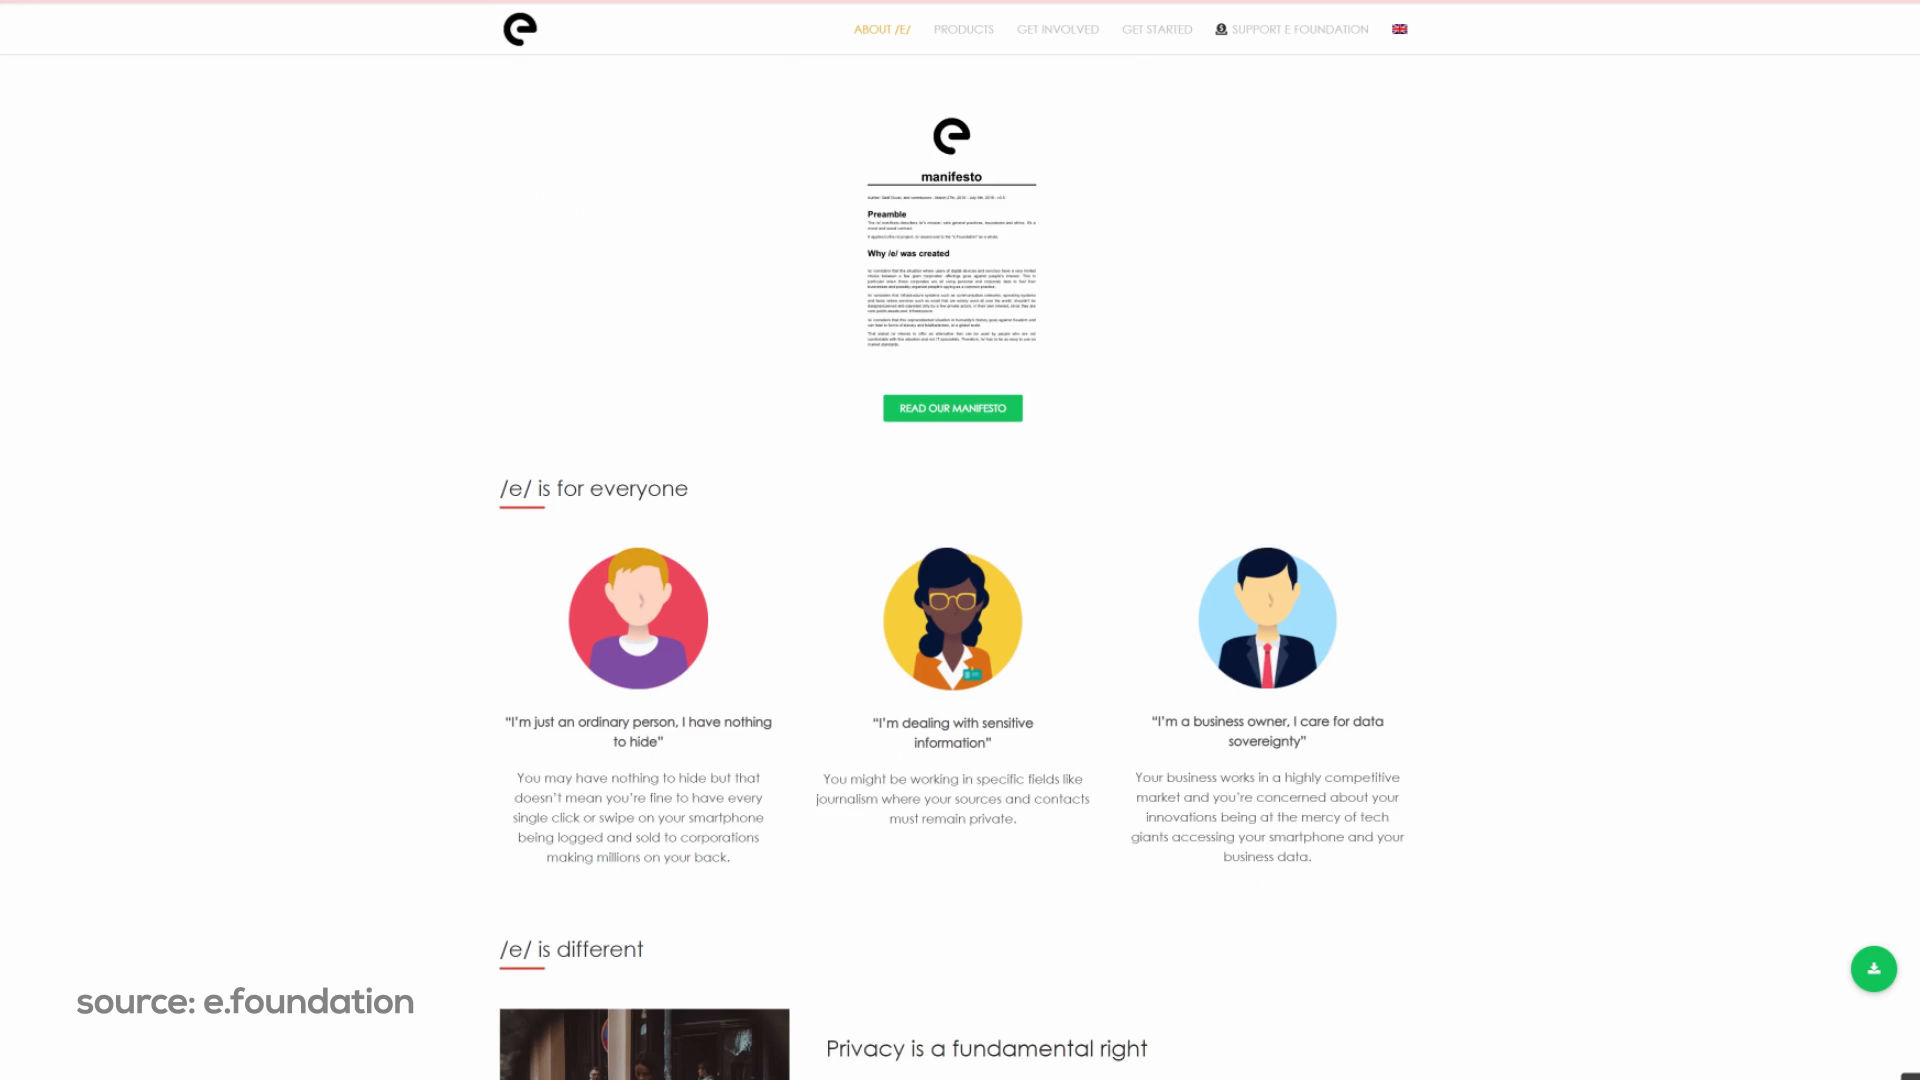 ABOUT /E/ PRODUCTS GET INVOLVED GET STARTED SUPPORT E FOUNDATION
manifesto
Preamble
Why /e/ was created
READ OUR MANIFESTO
/e/ is for everyone
“I’m just an ordinary person, I have nothing
to hide”
You may have nothing to hide but that
doesn’t mean you’re fine to have every
single click or swipe on your smartphone
being logged and sold to corporations
making millions on your back.
“I’m dealing with sensitive
information”
You might be working in specific fields like
journalism where your sources and contacts
must remain private.
“I’m a business owner, I care for data
sovereignty”
Your business works in a highly competitive
market and you’re concerned about your
innovations being at the mercy of tech
giants accessing your smartphone and your
business data.
/e/ is different
source: e.foundation
Privacy is a fundamental right